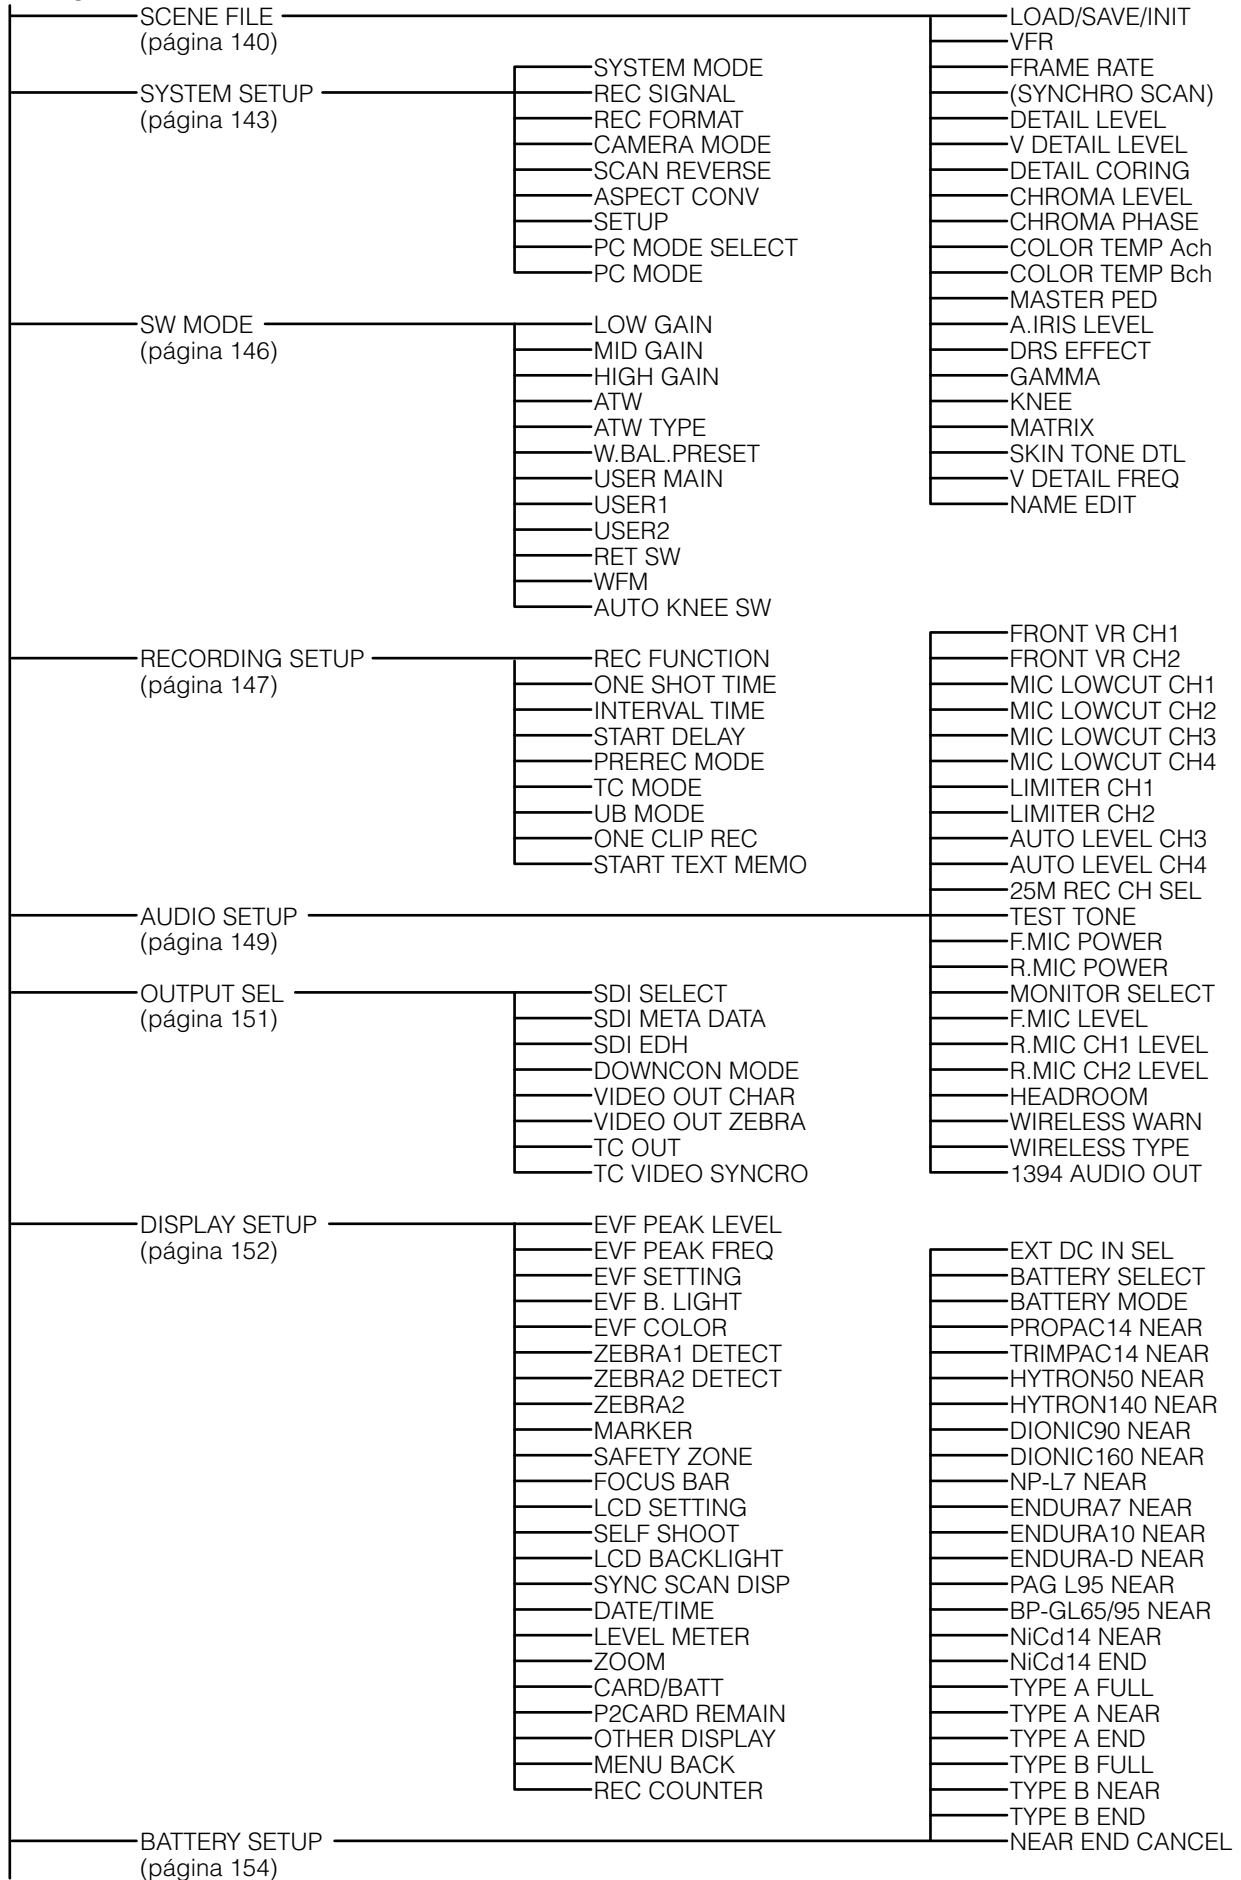 SCENE FILE
(página 140)
LOAD/SAVE/INIT
VFR
FRAME RATE
(SYNCHRO SCAN)
DETAIL LEVEL
V DETAIL LEVEL
DETAIL CORING
CHROMA LEVEL
CHROMA PHASE
COLOR TEMP Ach
COLOR TEMP Bch
MASTER PED
A.IRIS LEVEL
DRS EFFECT
GAMMA
KNEE
MATRIX
SKIN TONE DTL
V DETAIL FREQ
NAME EDIT
SYSTEM SETUP
(página 143)
SYSTEM MODE
REC SIGNAL
REC FORMAT
CAMERA MODE
SCAN REVERSE
ASPECT CONV
SETUP
PC MODE SELECT
PC MODE
SW MODE
(página 146)
LOW GAIN
MID GAIN
HIGH GAIN
ATW
ATW TYPE
W.BAL.PRESET
USER MAIN
USER1
USER2
RET SW
WFM
AUTO KNEE SW
RECORDING SETUP
(página 147)
REC FUNCTION
ONE SHOT TIME
INTERVAL TIME
START DELAY
PREREC MODE
TC MODE
UB MODE
ONE CLIP REC
START TEXT MEMO
AUDIO SETUP
(página 149)
FRONT VR CH1
FRONT VR CH2
MIC LOWCUT CH1
MIC LOWCUT CH2
MIC LOWCUT CH3
MIC LOWCUT CH4
LIMITER CH1
LIMITER CH2
AUTO LEVEL CH3
AUTO LEVEL CH4
25M REC CH SEL
TEST TONE
F.MIC POWER
R.MIC POWER
MONITOR SELECT
F.MIC LEVEL
R.MIC CH1 LEVEL
R.MIC CH2 LEVEL
HEADROOM
WIRELESS WARN
WIRELESS TYPE
1394 AUDIO OUT
OUTPUT SEL
(página 151)
SDI SELECT
SDI META DATA
SDI EDH
DOWNCON MODE
VIDEO OUT CHAR
VIDEO OUT ZEBRA
TC OUT
TC VIDEO SYNCRO
DISPLAY SETUP
(página 152)
EVF PEAK LEVEL
EVF PEAK FREQ
EVF SETTING
EVF B. LIGHT
EVF COLOR
ZEBRA1 DETECT
ZEBRA2 DETECT
ZEBRA2
MARKER
SAFETY ZONE
FOCUS BAR
LCD SETTING
SELF SHOOT
LCD BACKLIGHT
SYNC SCAN DISP
DATE/TIME
LEVEL METER
ZOOM
CARD/BATT
P2CARD REMAIN
OTHER DISPLAY
MENU BACK
REC COUNTER
BATTERY SETUP
(página 154)
EXT DC IN SEL
BATTERY SELECT
BATTERY MODE
PROPAC14 NEAR
TRIMPAC14 NEAR
HYTRON50 NEAR
HYTRON140 NEAR
DIONIC90 NEAR
DIONIC160 NEAR
NP-L7 NEAR
ENDURA7 NEAR
ENDURA10 NEAR
ENDURA-D NEAR
PAG L95 NEAR
BP-GL65/95 NEAR
NiCd14 NEAR
NiCd14 END
TYPE A FULL
TYPE A NEAR
TYPE A END
TYPE B FULL
TYPE B NEAR
TYPE B END
NEAR END CANCEL